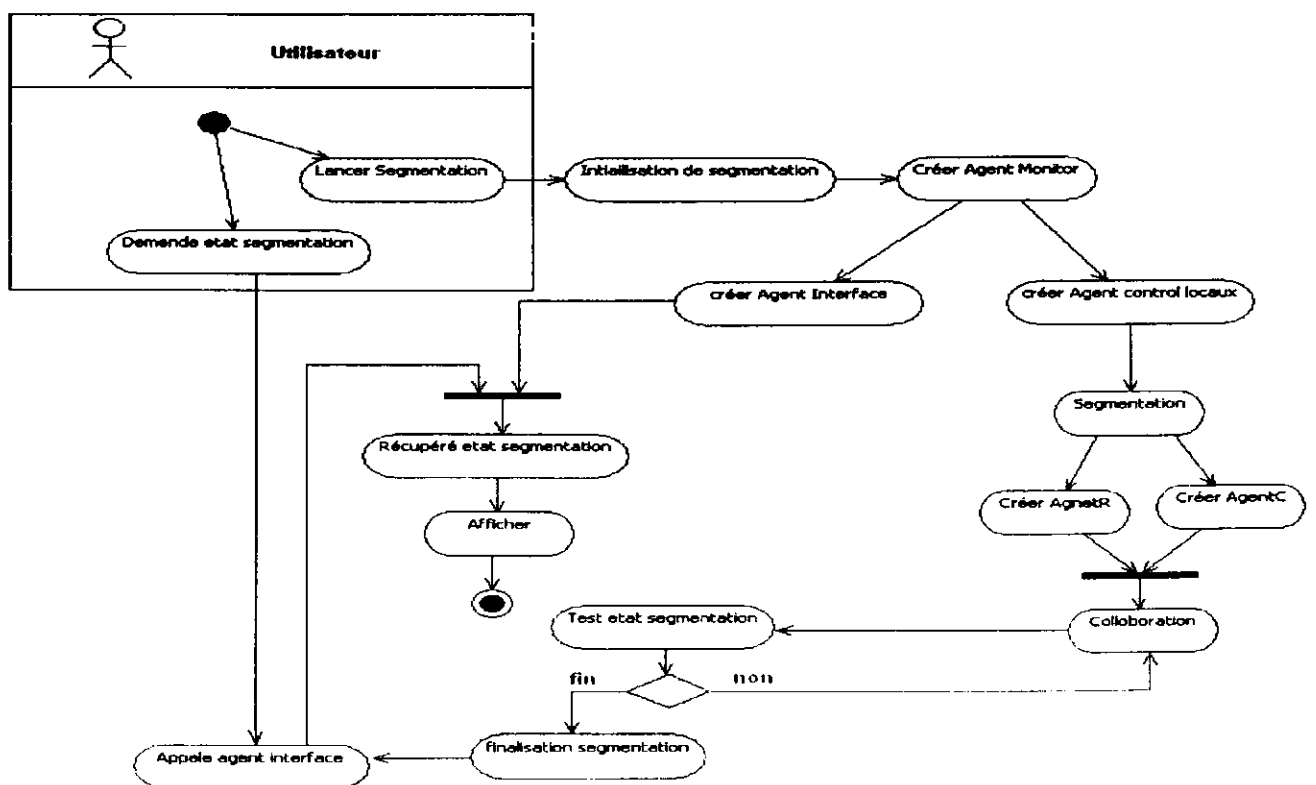 Utilisateur
Lancer Segmentation
Intiailisation de segmentation
Créer Agent Monitor
Demende etat segmentation
créer Agent Interface
créer Agent control locaux
Segmentation
Récupéré etat segmentation
Créer AgnetR
Créer AgentC
Afficher
Test etat segmentation
Colloboration
fin
non
finalisation segmentation
Appele agent interface